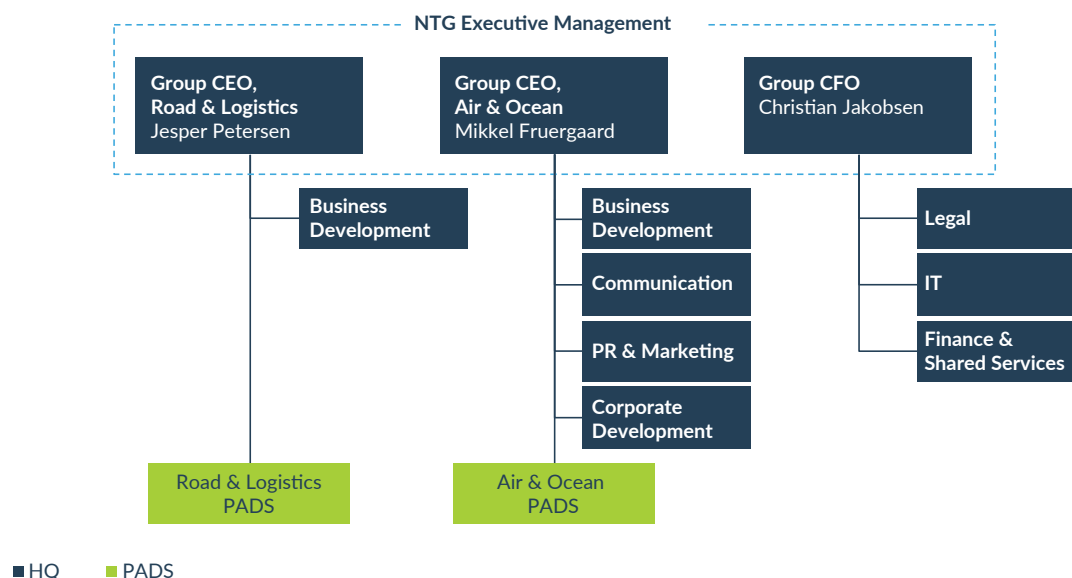 NTG Executive Management
Group CEO,
Road & Logistics
Jesper Petersen
Group CEO,
Air & Ocean
Mikkel Fruergaard
Group CFO
Christian Jakobsen
Business
Development
Business
Development
Communication
PR & Marketing
Corporate
Development
Legal
IT
Finance &
Shared Services
Road & Logistics
PADS
Air & Ocean
PADS
HQ
PADS